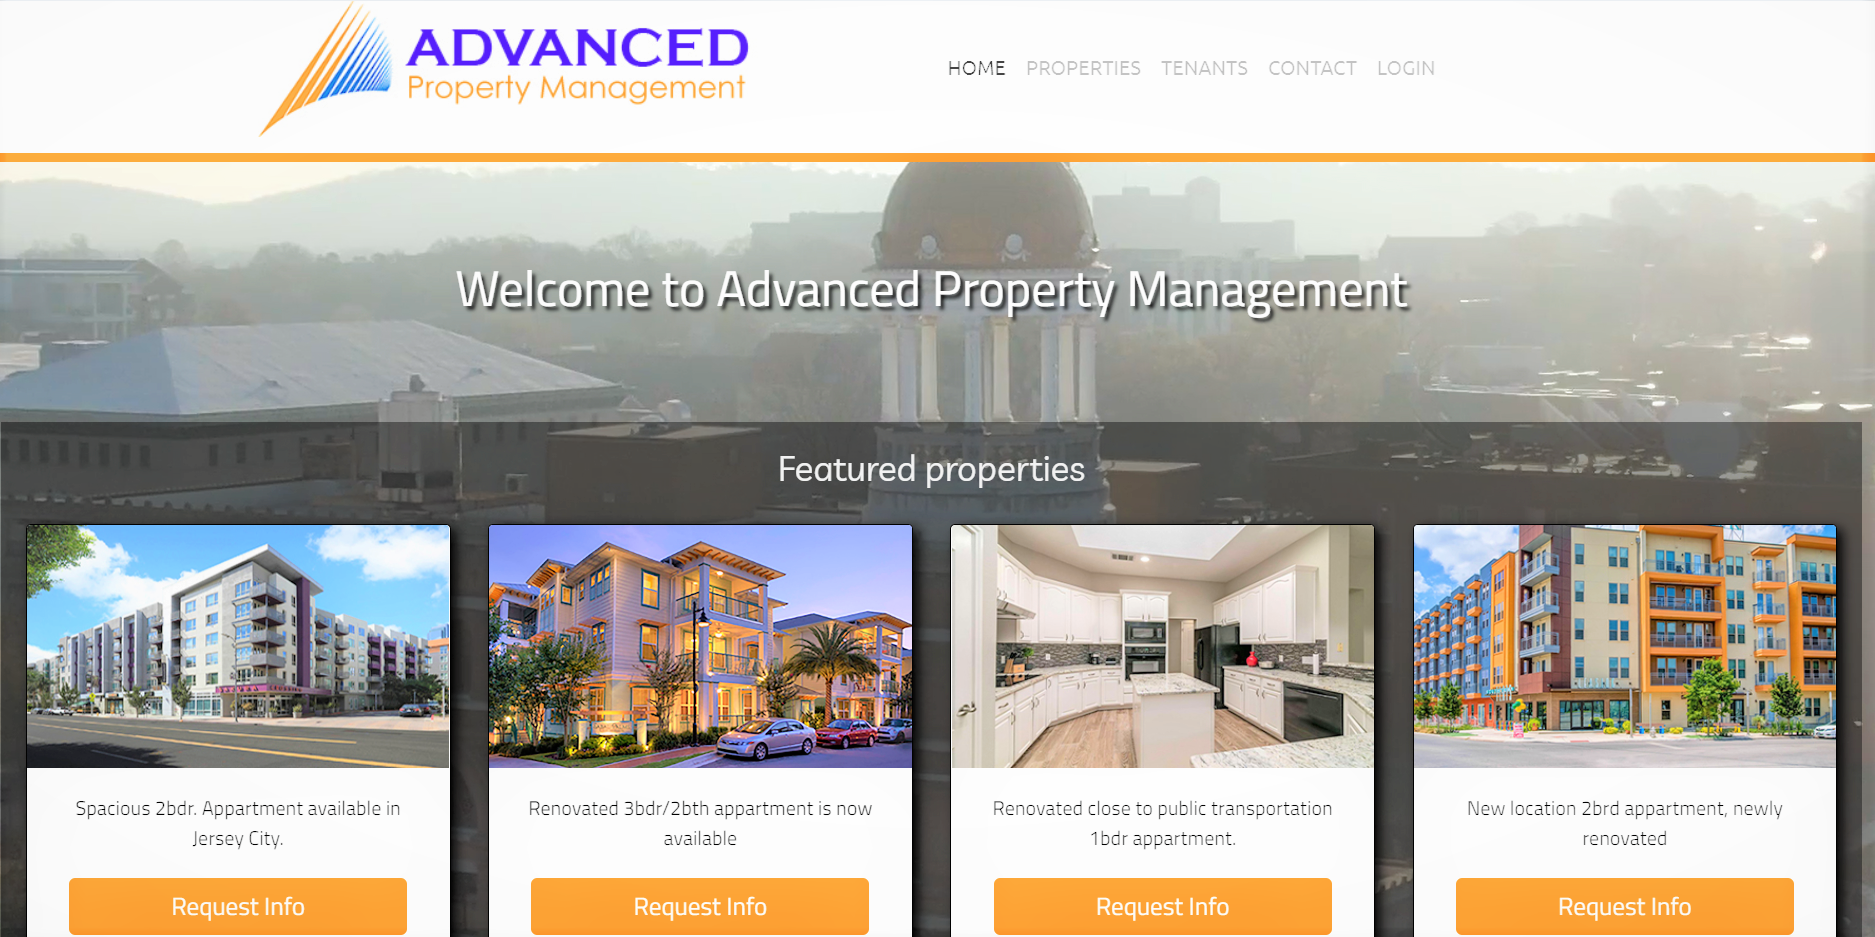 ADVANCED
Property Management
HOME PROPERTIES TENANTS CONTACT LOGIN
Welcome to Advanced Property Management
Featured properties
Spacious 2bdr. Appartment available in
Jersey City.
Request Info
Renovated 3bdr/2bth appartment is now
available
Request Info
Renovated close to public transportation
1bdr appartment.
Request Info
New location 2brd appartment, newly
renovated
Request Info